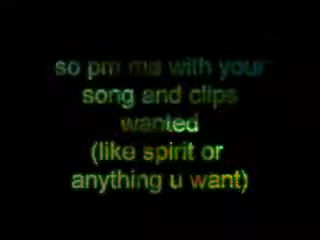 so pm me with your
song and clips
wanted
(like spirit or
anything u want)